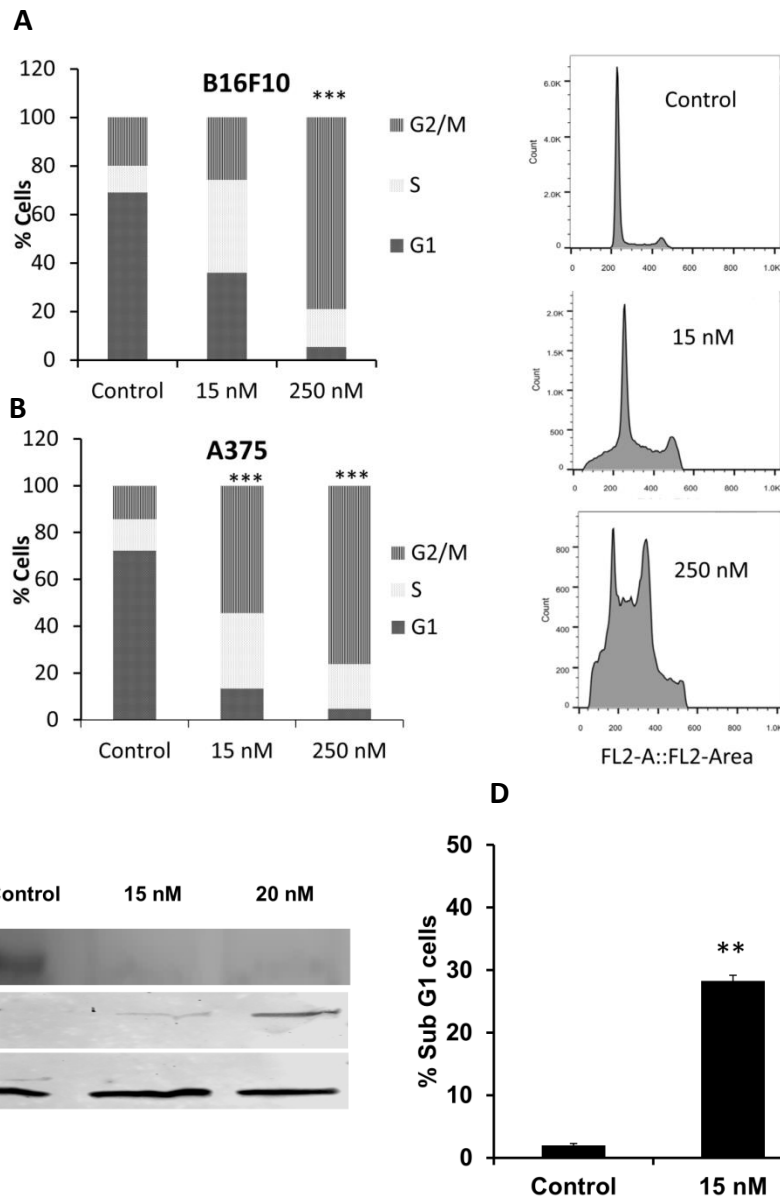 A
B16F10
***
120
100
80
60
40
20
0
% Cells
Control
15 nM
250 nM
G2/M
S
G1
Control
6.0K
4.0K
2.0K
0
Count
0
200
400
600
800
1.0K
15 nM
2.0K
1.5K
1.0K
500
0
Count
0
200
400
600
800
1.0K
B
A375
***
***
120
100
80
60
40
20
0
% Cells
Control
15 nM
250 nM
G2/M
S
G1
250 nM
800
600
400
200
0
Count
0
200
400
600
800
1.0K
FL2-A::FL2-Area
ontrol
15 nM
20 nM
D
50
40
30
20
10
0
% Sub G1 cells
**
Control
15 nM